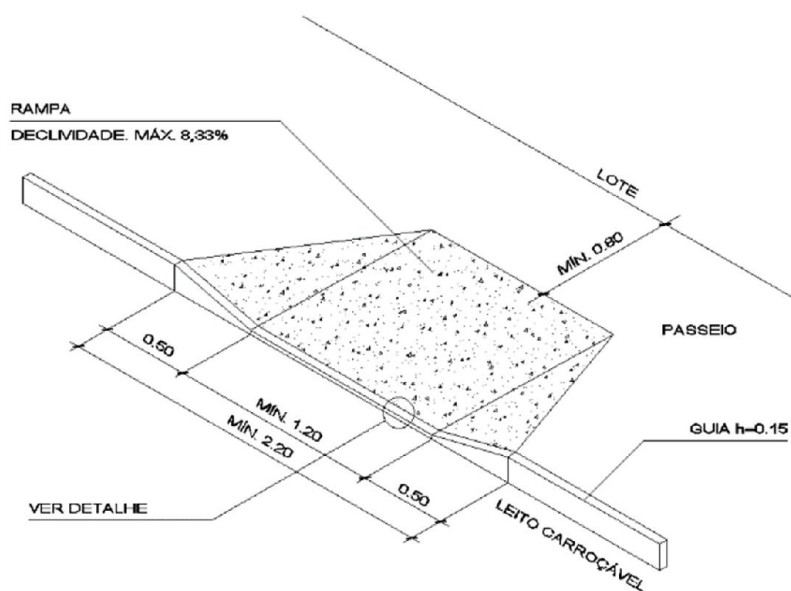 RAMPA
DECLIVIDADE. MÁX. 8,33%
LOTE
MÍN. 0.80
PASSEIO
0.50
MÍN. 1.20
MÍN. 2.20
0.50
GUIA h=0.15
VER DETALHE
LEITO CARROÇÁVEL